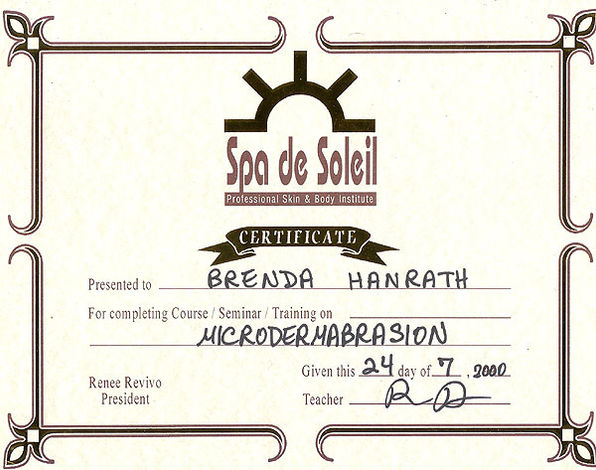 Spa de Soleil
Professional Skin & Body Institute
CERTIFICATE
Presented to BRENDA HANRATH
For completing Course / Seminar / Training on
MICRODERMABRASION
Given this 24 day of 7, 2000
Renee Revivo
President
Teacher